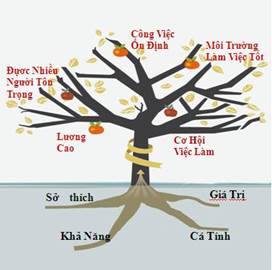 Công Việc
Ổn Định
Môi Trường
Làm Việc Tốt
Được Nhiều
Người Tôn
Trọng
Lương
Cao
Cơ Hội
Việc Làm
Sở thích
Giá Trị
Khả Năng
Cá Tính